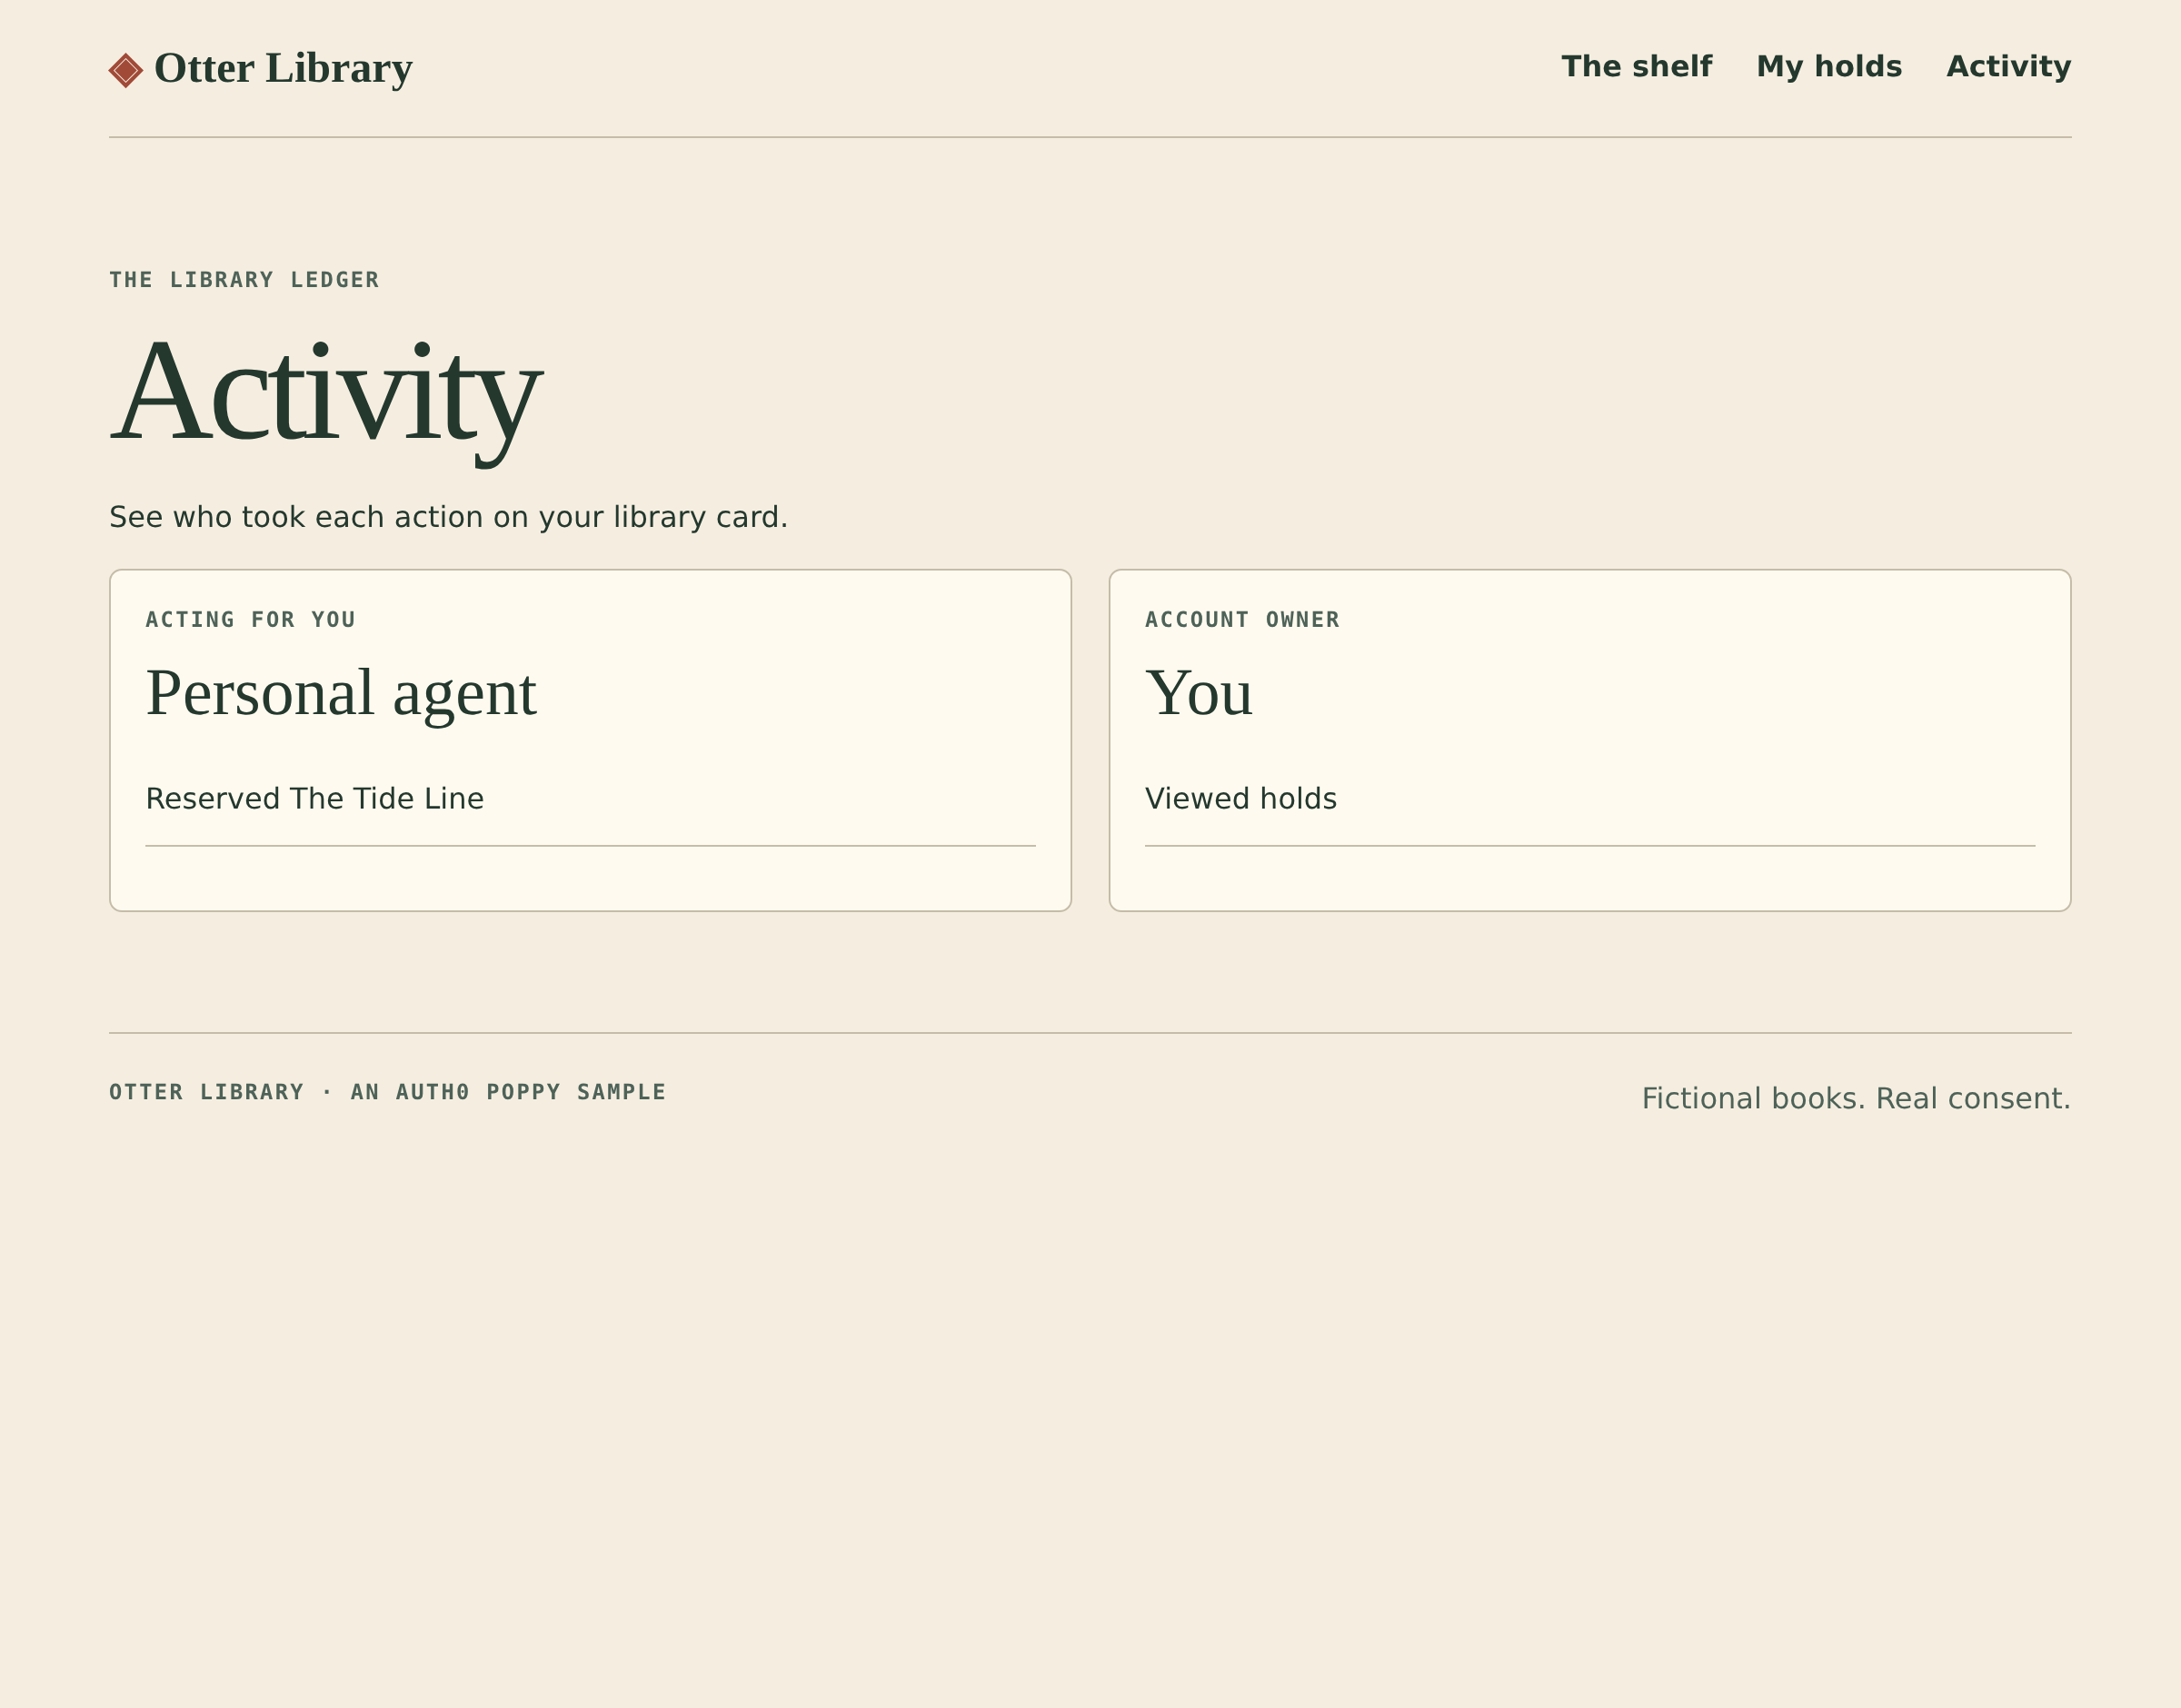 Otter Library
The shelf My holds Activity
THE LIBRARY LEDGER
Activity
See who took each action on your library card.
ACTING FOR YOU
Personal agent
Reserved The Tide Line
ACCOUNT OWNER
You
Viewed holds
OTTER LIBRARY · AN AUTH0 POPPY SAMPLE
Fictional books. Real consent.